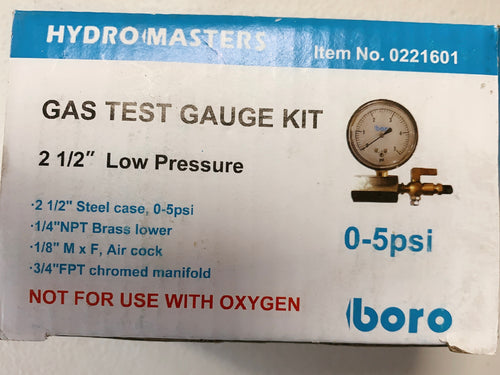 HYDRO MASTERS
Item No. 0221601
GAS TEST GAUGE KIT
2 1/2" Low Pressure
·2 1/2" Steel case, 0-5psi
·1/4"NPT Brass lower
·1/8" M x F, Air cock
·3/4"FPT chromed manifold
NOT FOR USE WITH OXYGEN
boro
0-5psi
boro